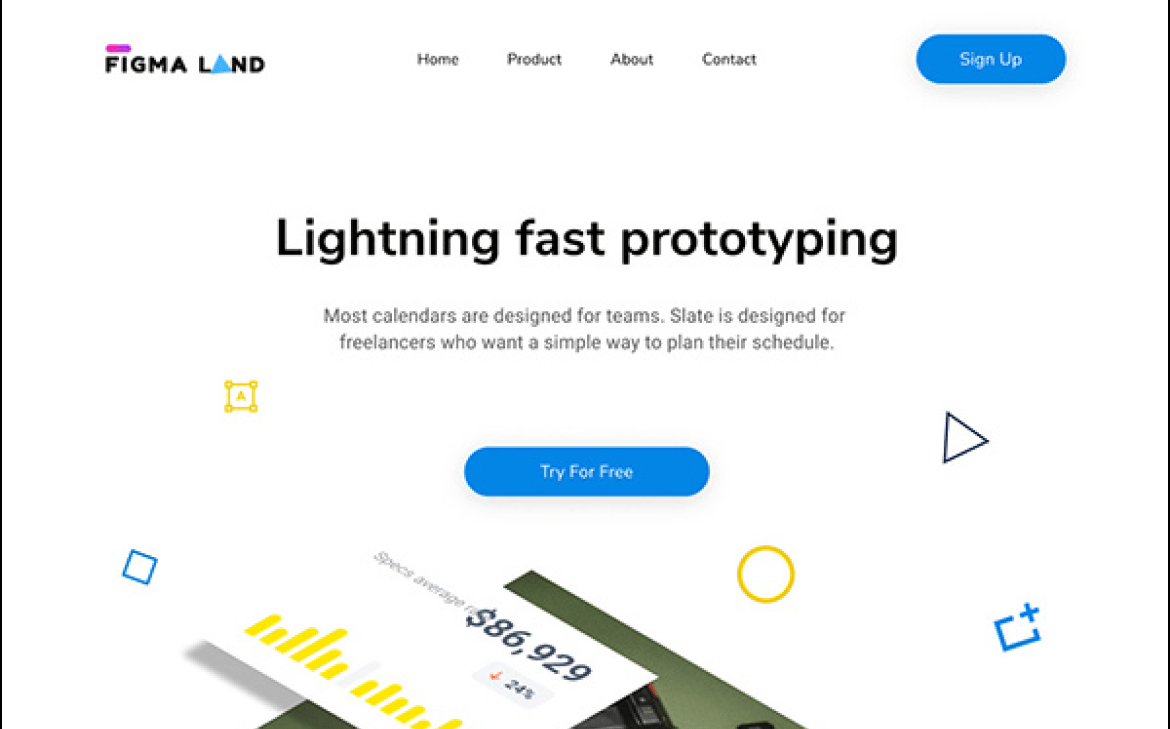 FIGMA LAND
Home
Product
About
Contact
Sign Up
Lightning fast prototyping
Most calendars are designed for teams. Slate is designed for
freelancers who want a simple way to plan their schedule.
A
Try For Free
Specs average
$86,929
24%